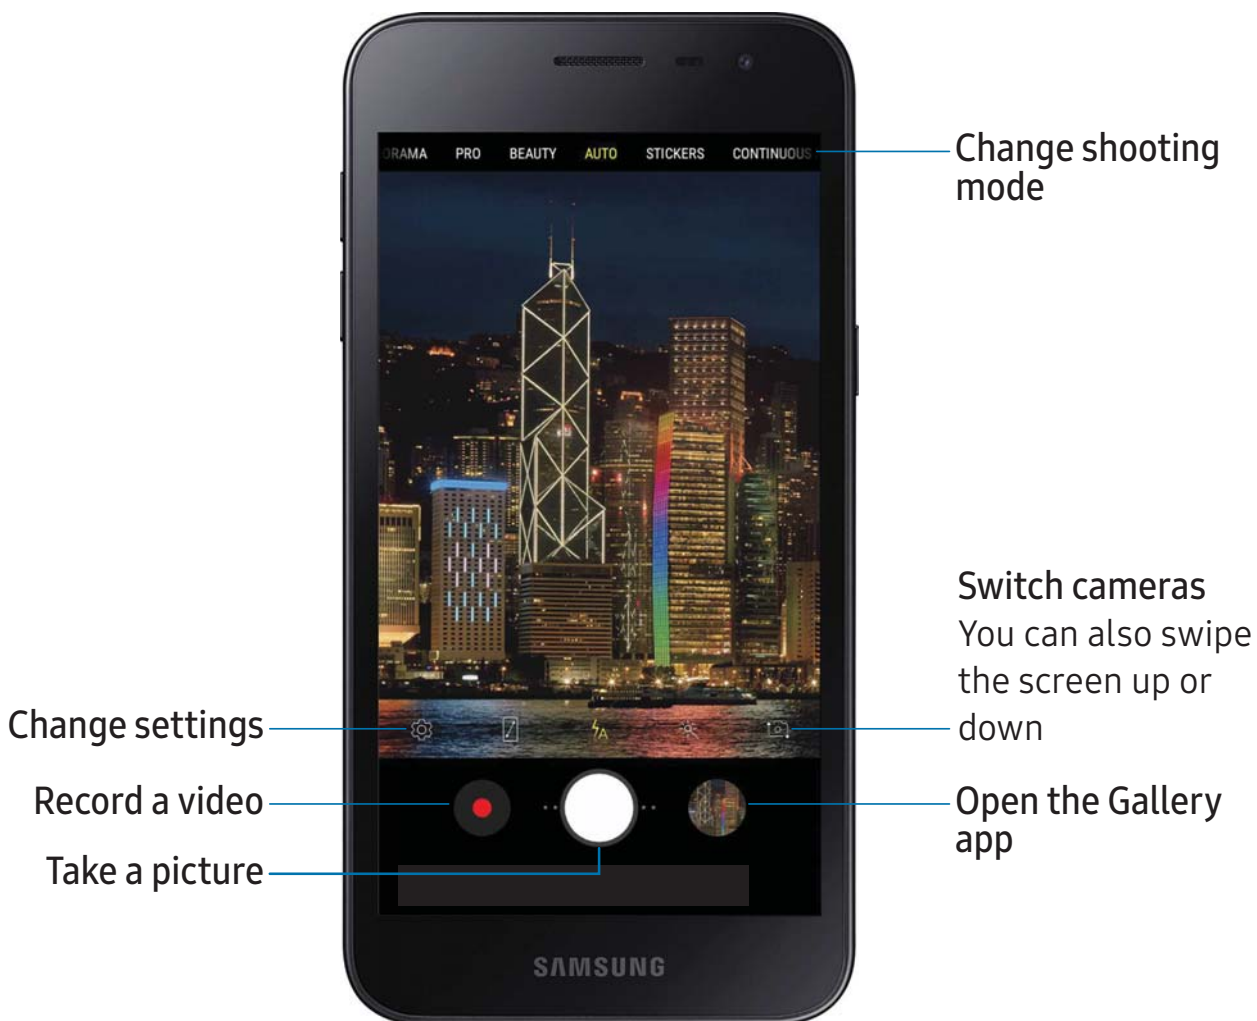 ORAMA PRO BEAUTY AUTO STICKERS CONTINUOUS
Change shooting
mode
Switch cameras
You can also swipe
the screen up or
down
Change settings
Record a video
Open the Gallery
app
Take a picture
SAMSUNG